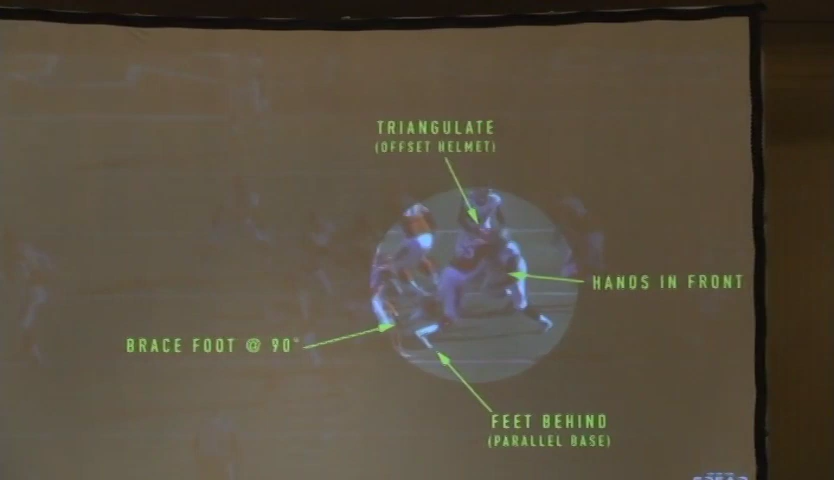 TRIANGULATE
(OFFSET HELMET)
HANDS IN FRONT
BRACE FOOT @ 90°
FEET BEHIND
(PARALLEL BASE)